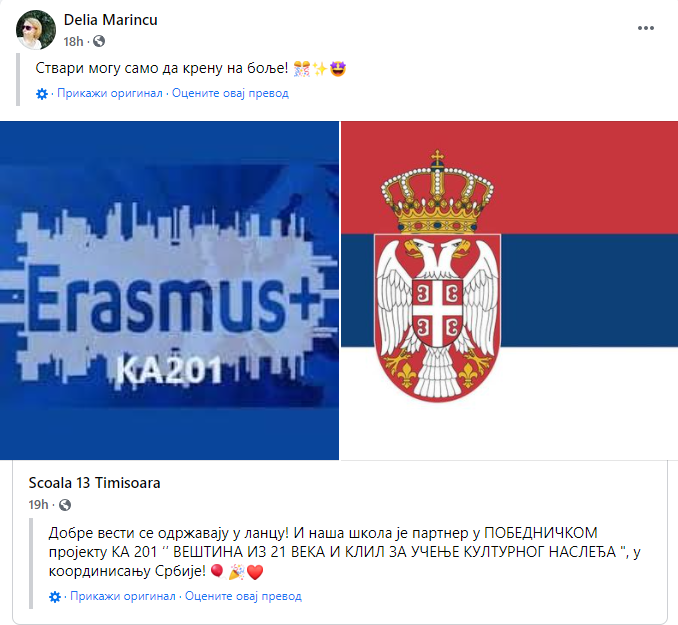 Delia Marincu
18h ·
Ствари могу само да крену на боље! 🎊✨🤩
· Прикажи оригинал · Оцените овај превод
Erasmus+
KA201
Scoala 13 Timisoara
19h ·
Добре вести се одржавају у ланцу! И наша школа је партнер у ПОБЕДНИЧКОМ
пројекту КА 201 ‘’ ВЕШТИНА ИЗ 21 ВЕКА И КЛИЛ ЗА УЧЕЊЕ КУЛТУРНОГ НАСЛЕЂА ", у
координисању Србије! 🎈🎉❤️
· Прикажи оригинал · Оцените овај превод